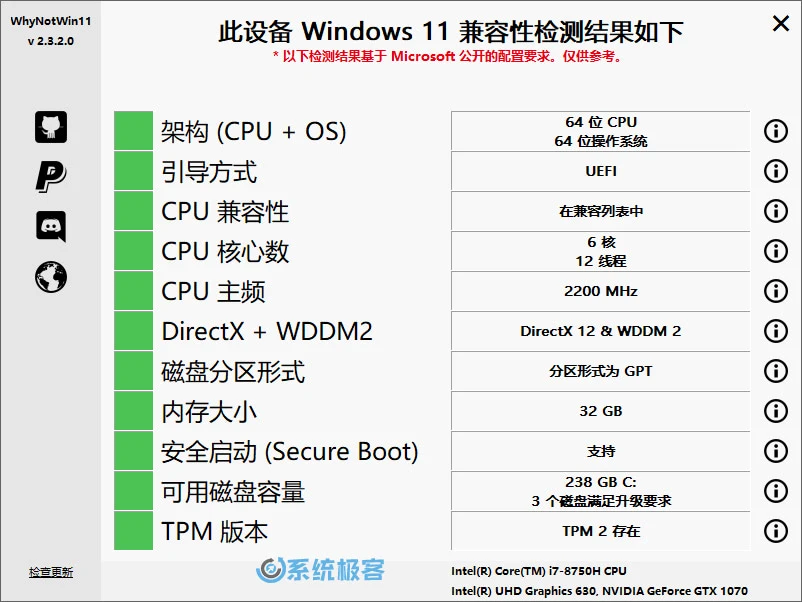 WhyNotWin11
v 2.3.2.0
此设备 Windows 11 兼容性检测结果如下
* 以下检测结果基于 Microsoft 公开的配置要求。仅供参考。
架构 (CPU + OS)
64 位 CPU
64 位操作系统
引导方式
UEFI
CPU 兼容性
在兼容列表中
CPU 核心数
6 核
12 线程
CPU 主频
2200 MHz
DirectX + WDDM2
DirectX 12 & WDDM 2
磁盘分区形式
分区形式为 GPT
内存大小
32 GB
安全启动 (Secure Boot)
支持
可用磁盘容量
238 GB C:
3 个磁盘满足升级要求
TPM 版本
TPM 2 存在
检查更新
系统极客
Intel(R) Core(TM) i7-8750H CPU
Intel(R) UHD Graphics 630, NVIDIA GeForce GTX 1070